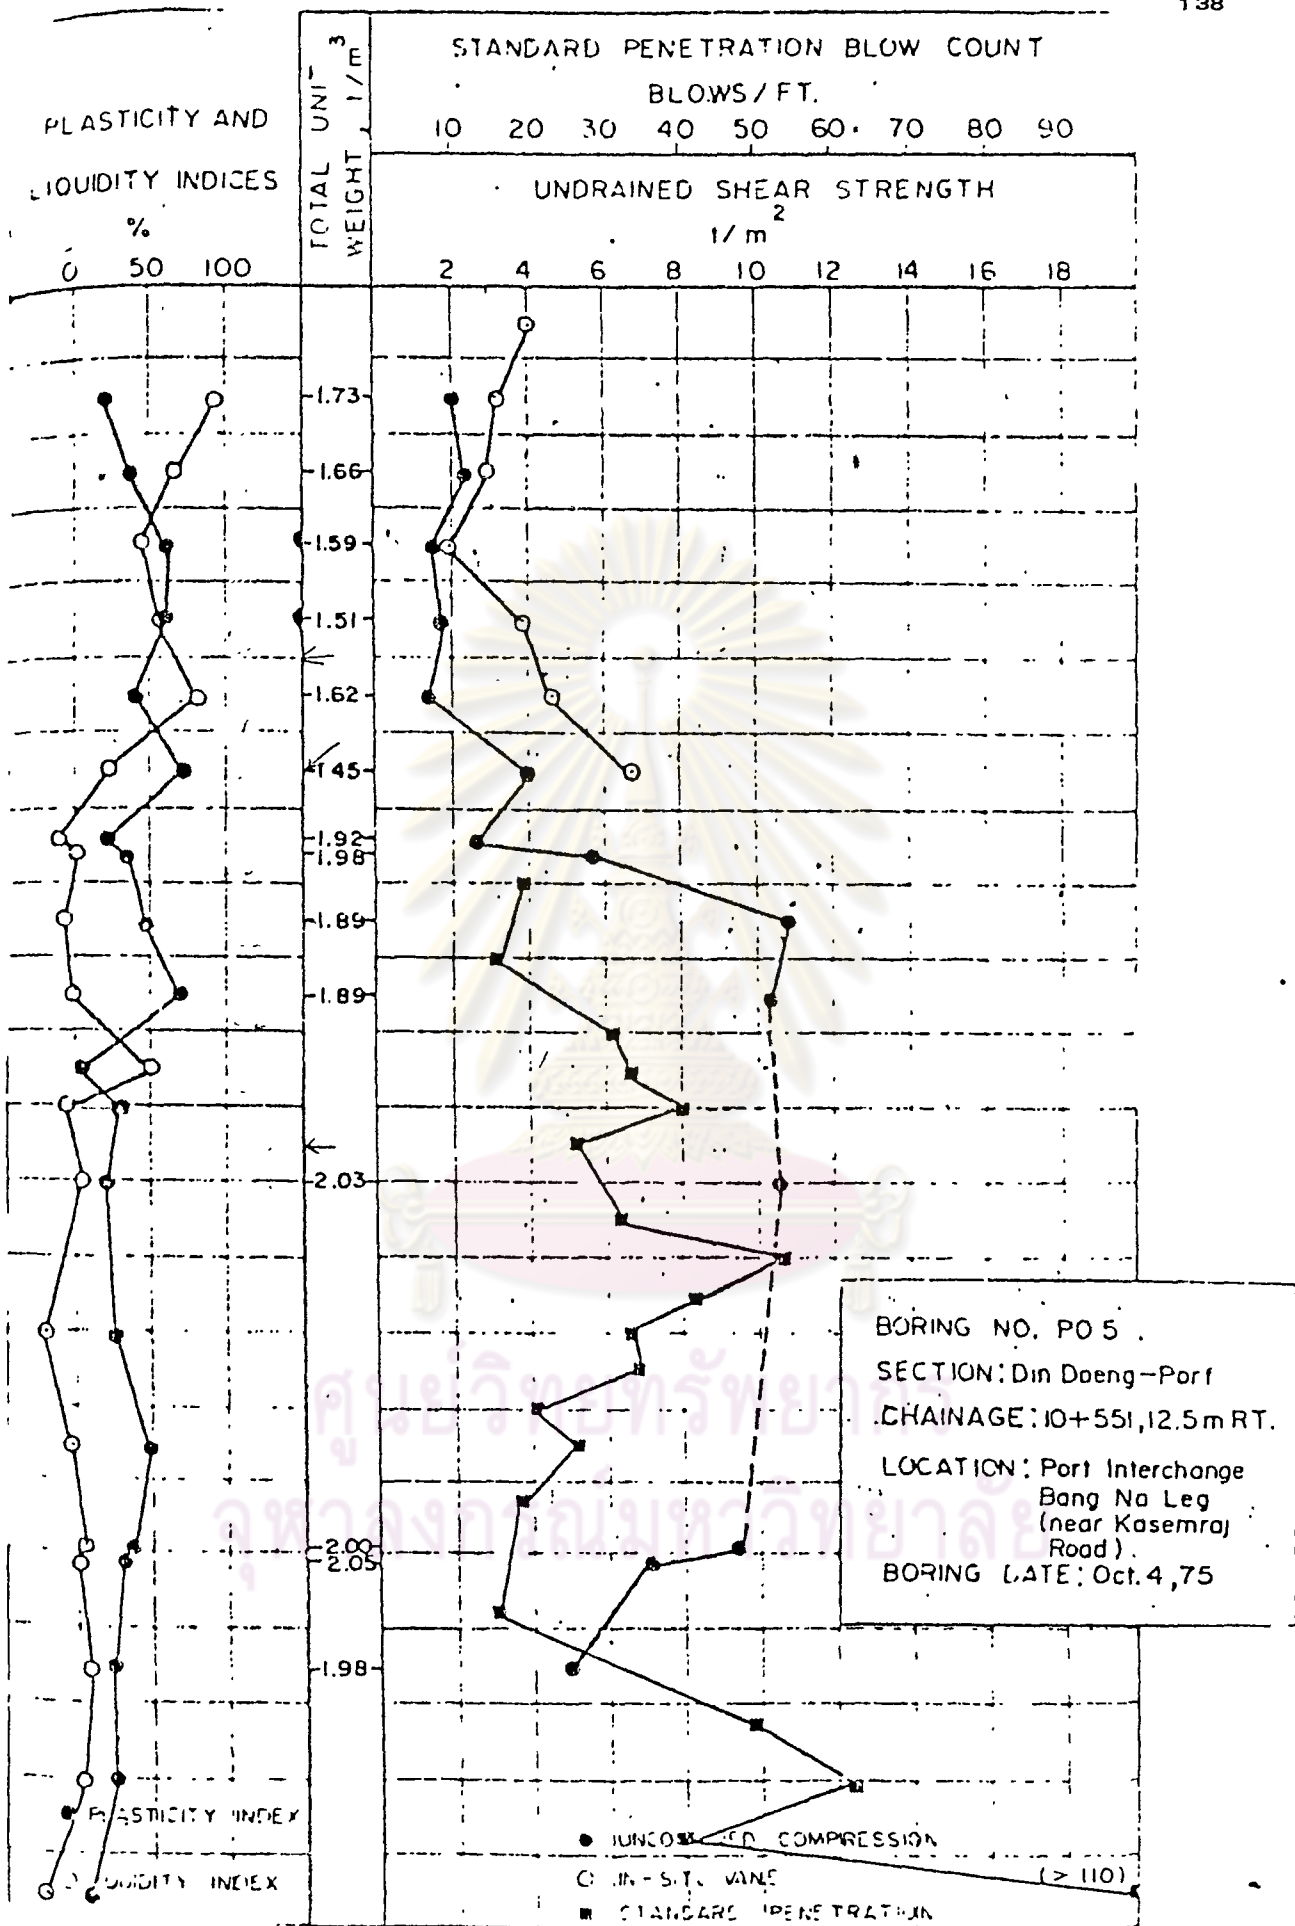 138
STANDARD PENETRATION BLOW COUNT
BLOWS/FT.
10 20 30 40 50 60 70 80 90
PLASTICITY AND
LIQUIDITY INDICES
%
0 50 100
TOTAL UNIT
WEIGHT, t/m³
UNDRAINED SHEAR STRENGTH
t/m²
2 4 6 8 10 12 14 16 18
1.73
1.66
1.59
1.51
1.62
1.45
1.92
1.98
1.89
1.89
2.03
2.00
2.05
1.98
BORING NO. PO 5 .
SECTION: Din Daeng-Port
CHAINAGE: 10+551, 12.5m RT.
LOCATION: Port Interchange
Bang Na Leg
(near Kasemraj
Road).
BORING DATE: Oct. 4, 75
PLASTICITY INDEX
LIQUIDITY INDEX
COMPRESSION
IN-SITU VANE
STANDARD PENETRATION
(> 110)
ศูนย์วิทยทรัพยากร
จุฬาลงกรณ์มหาวิทยาลัย